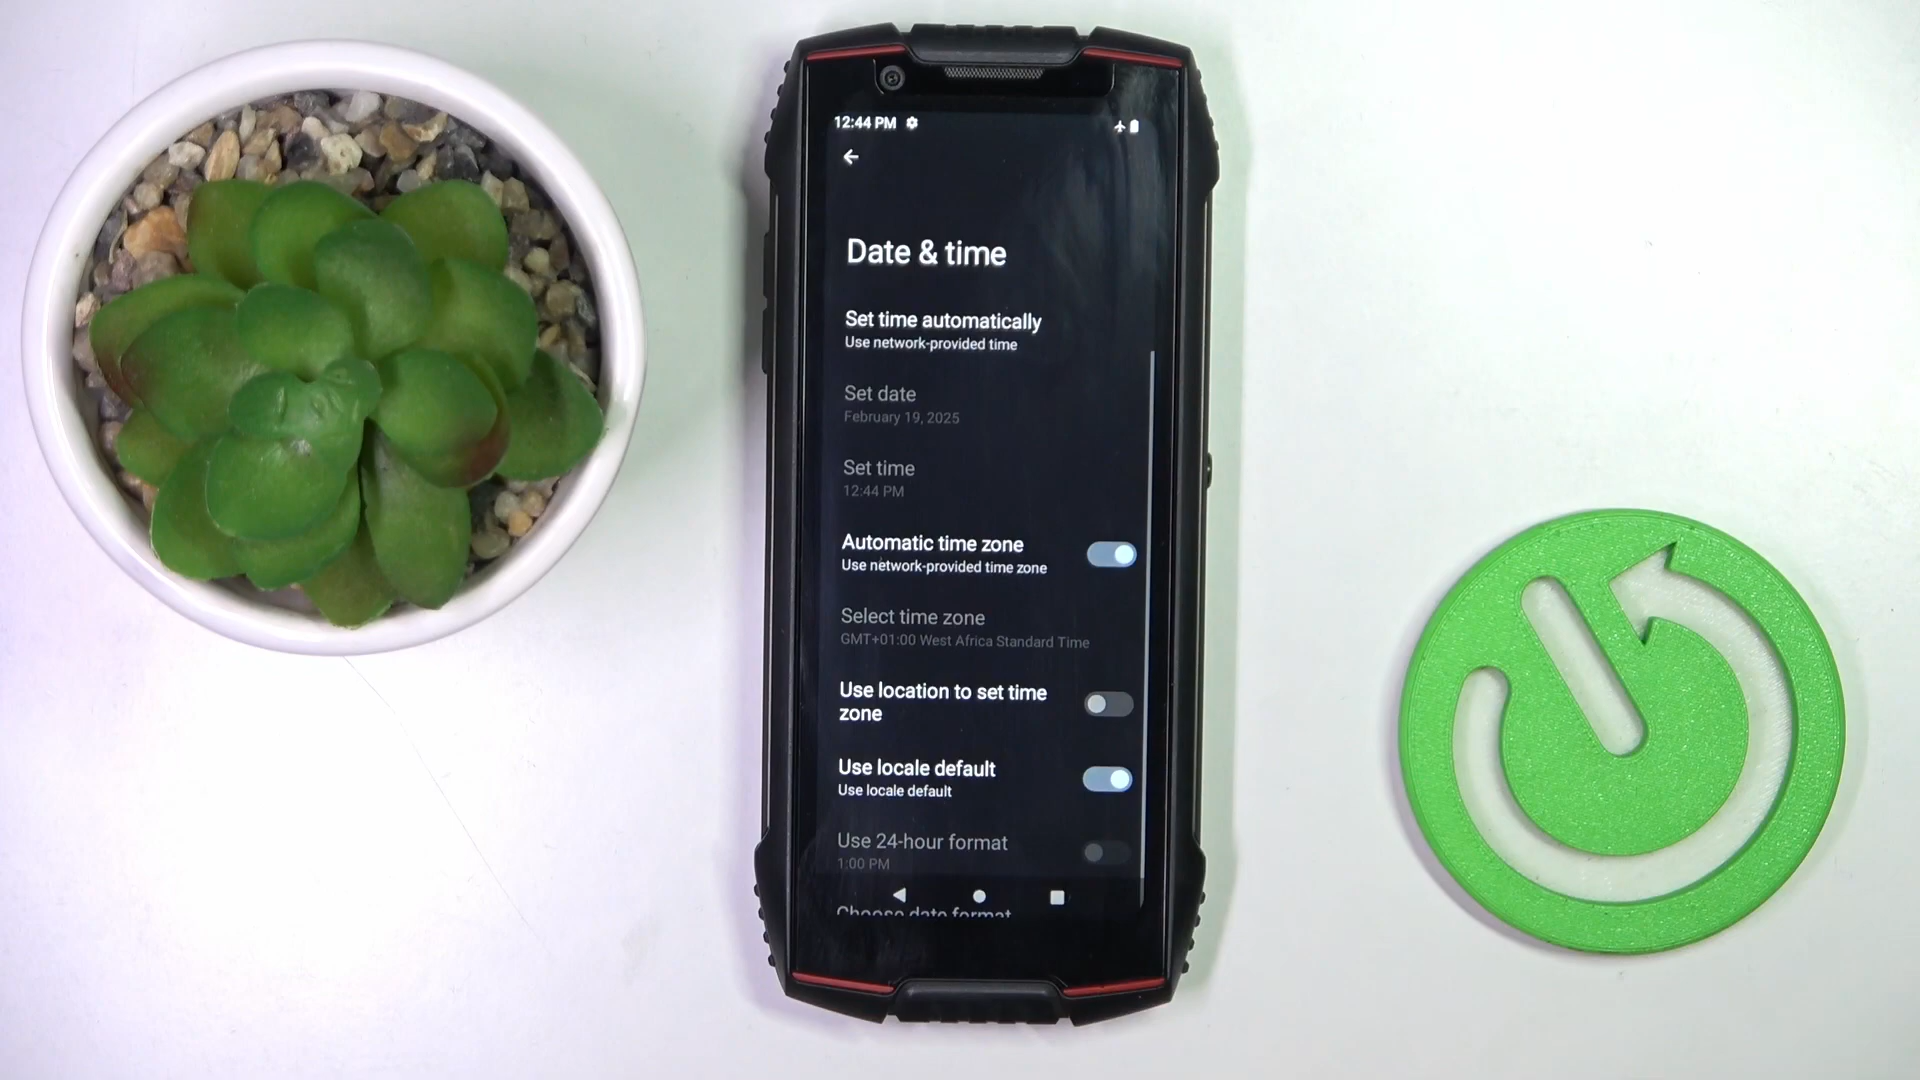 12:44 PM
Date & time
Set time automatically
Use network-provided time
Set date
February 19, 2025
Set time
12:44 PM
Automatic time zone
Use network-provided time zone
Select time zone
GMT+01:00 West Africa Standard Time
Use location to set time
zone
Use locale default
Use locale default
Use 24-hour format
1:00 PM
Choose date format